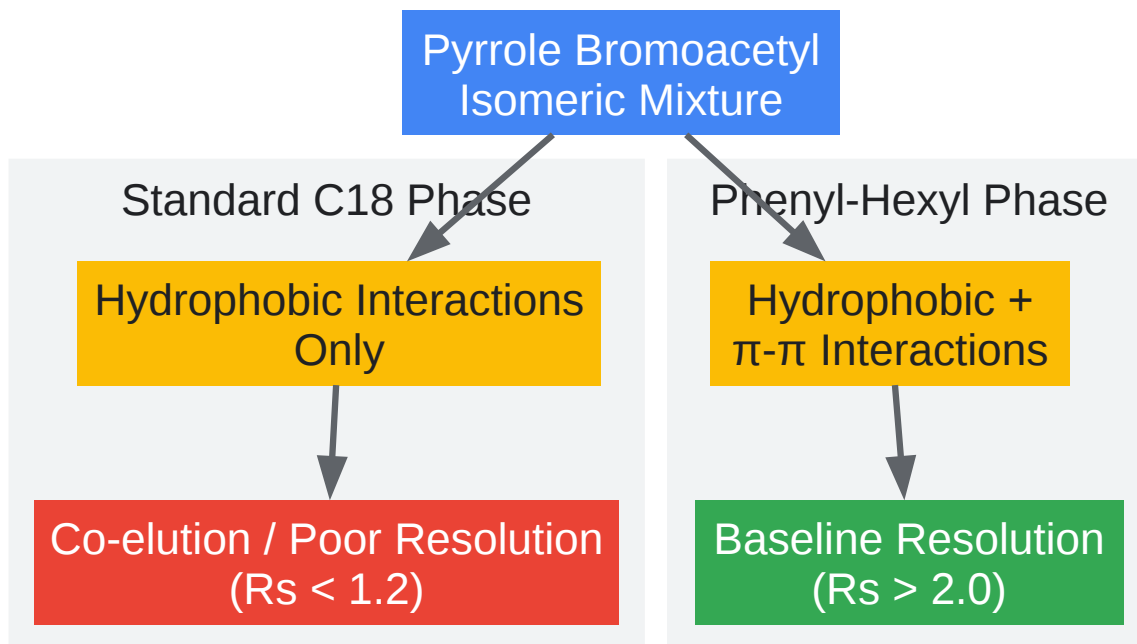 Pyrrole Bromoacetyl
Isomeric Mixture
Standard C18 Phase
Hydrophobic Interactions
Only
Co-elution / Poor Resolution
(Rs < 1.2)
Phenyl-Hexyl Phase
Hydrophobic +
π-π Interactions
Baseline Resolution
(Rs > 2.0)